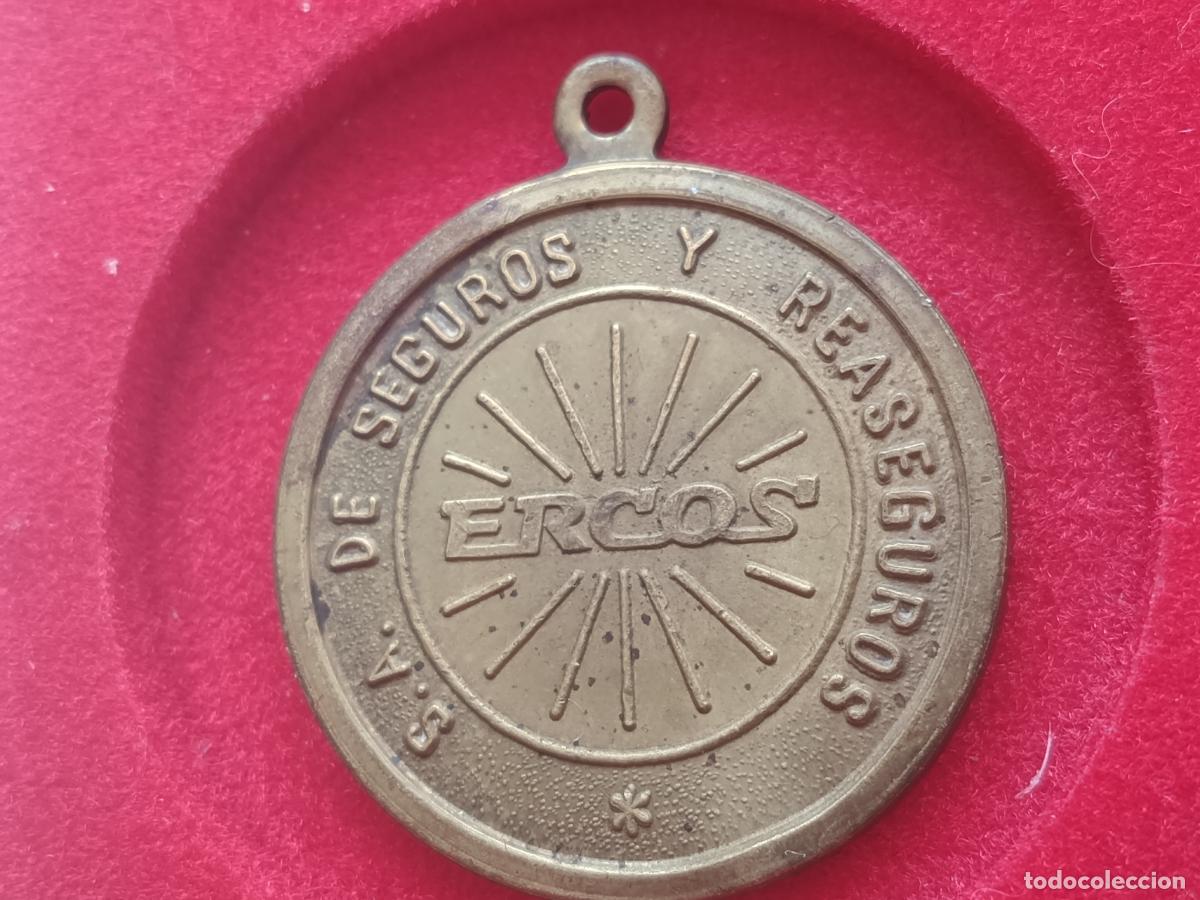 S.A. DE SEGUROS Y REASEGUROS
ERCOS
*
todocoleccion